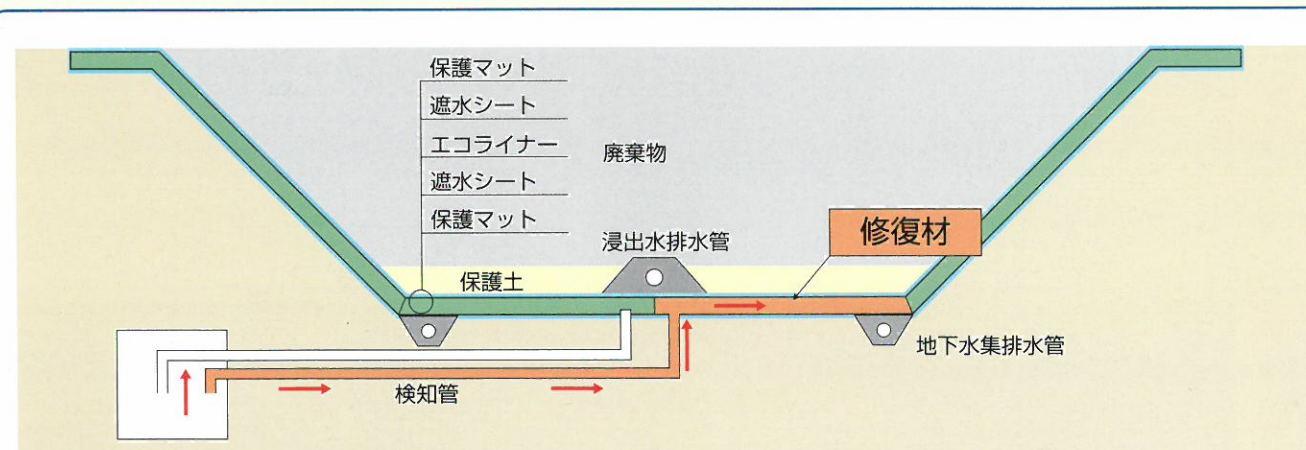 保護マット
遮水シート
エコライナー
遮水シート
保護マット
廃棄物
修復材
浸出水排水管
保護土
地下水集排水管
検知管